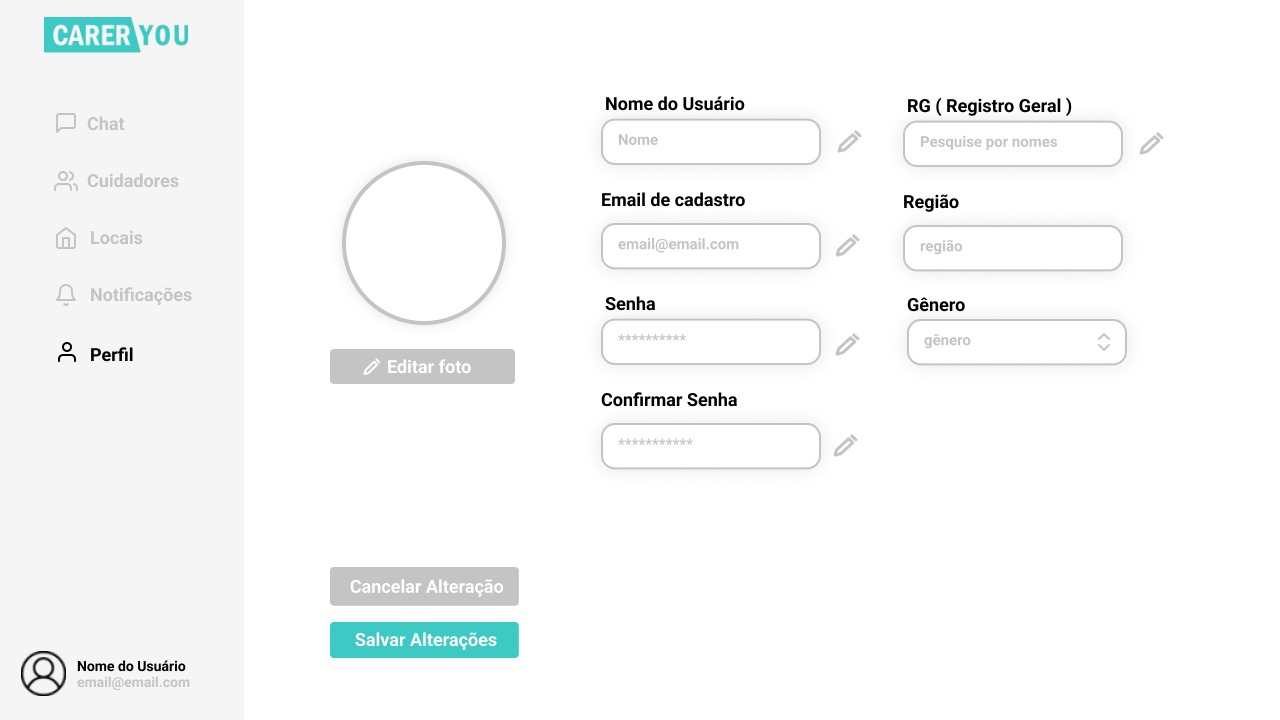 CARER YOU
Chat
Cuidadores
Locais
Notificações
Perfil
Nome do Usuário
email@email.com
Editar foto
Cancelar Alteração
Salvar Alterações
Nome do Usuário
Nome
Email de cadastro
email@email.com
Senha
**********
Confirmar Senha
***********
RG ( Registro Geral )
Pesquise por nomes
Região
região
Gênero
gênero